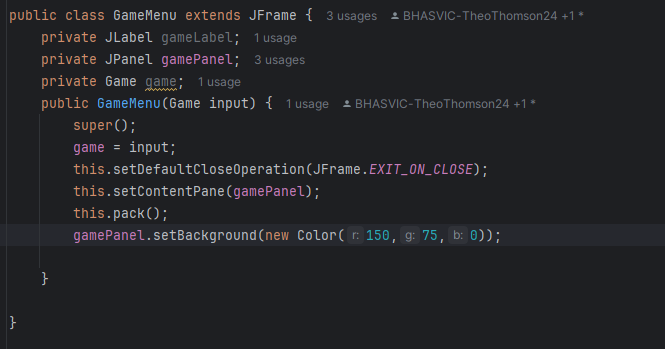 public class GameMenu extends JFrame { 3 usages BHASVIC-TheoThomson24 +1 *
private JLabel gameLabel; 1 usage
private JPanel gamePanel; 3 usages
private Game game; 1 usage
public GameMenu(Game input) { 1 usage BHASVIC-TheoThomson24 +1 *
super();
game = input;
this.setDefaultCloseOperation(JFrame.EXIT_ON_CLOSE);
this.setContentPane(gamePanel);
this.pack();
gamePanel.setBackground(new Color( r: 150, g: 75, b: 0));
}
}